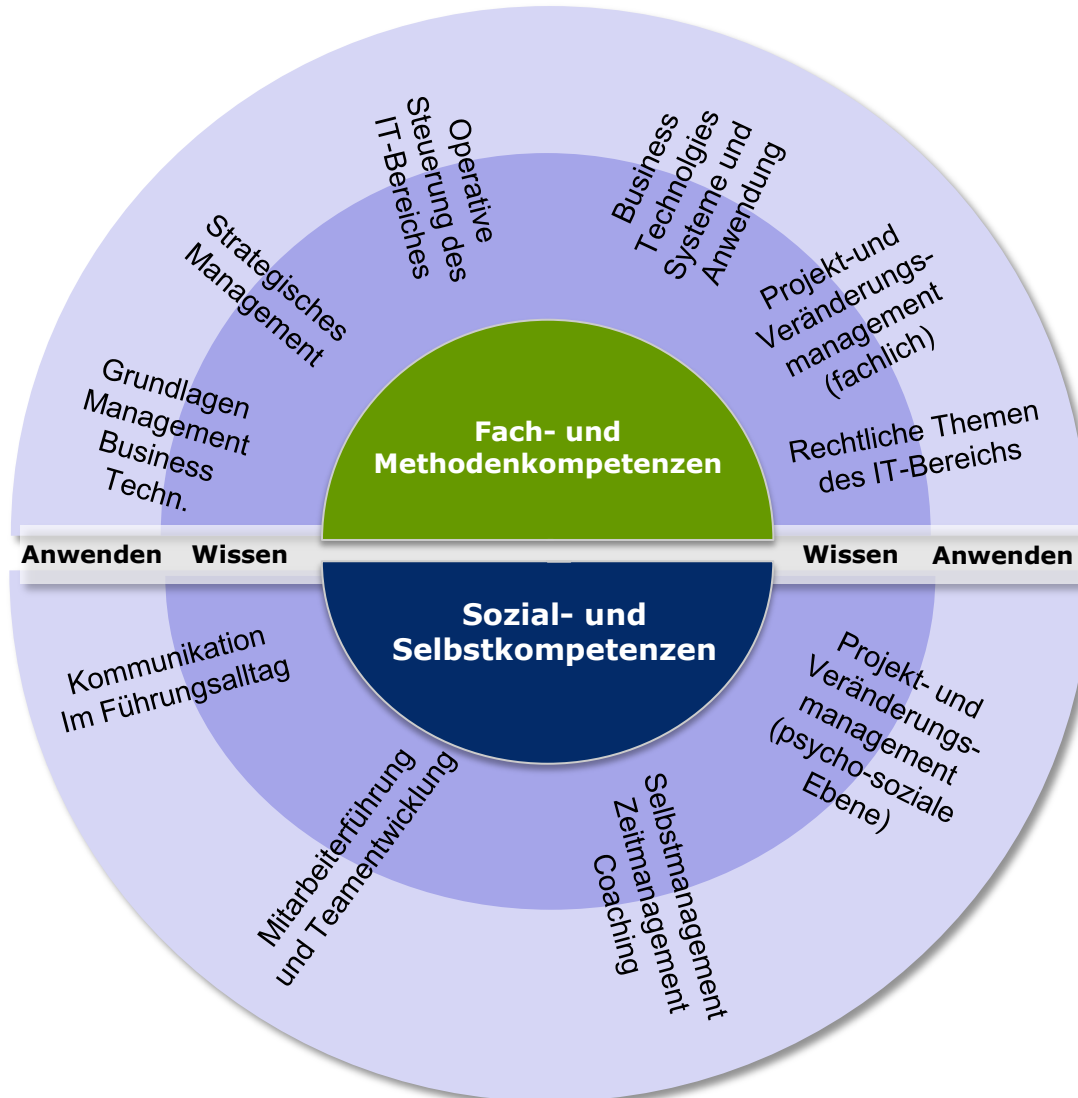 Operative
Steuerung des
IT-Bereiches
Business
Technolgies
Systeme und
Anwendung
Strategisches
Management
Projekt-und
Veränderungs-
management
(fachlich)
Grundlagen
Management
Business
Techn.
Rechtliche Themen
des IT-Bereichs
Fach- und
Methodenkompetenzen
Anwenden Wissen Wissen Anwenden
Sozial- und
Selbstkompetenzen
Kommunikation
Im Führungsalltag
Projekt- und
Veränderungs-
management
(psycho-soziale
Ebene)
Mitarbeiterführung
und Teamentwicklung
Selbstmanagement
Zeitmanagement
Coaching